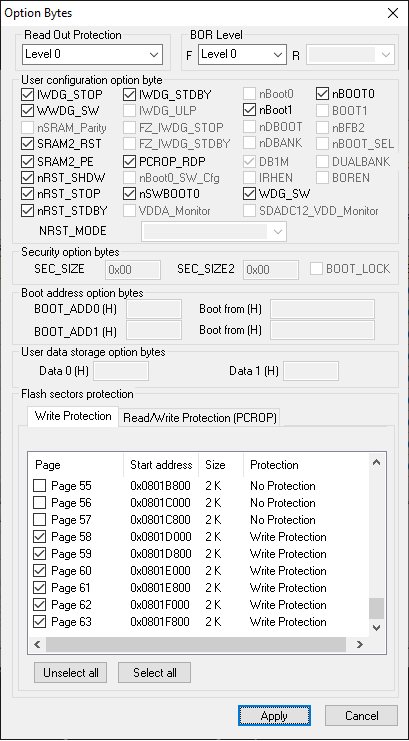 Option Bytes
Read Out Protection BOR Level
Level 0 F Level 0 R
User configuration option byte
IWDG_STOP IWDG_STDBY nBoot0 nBOOT0
WWDG_SW IWDG_ULP nBoot1 BOOT1
nSRAM_Parity FZ_IWDG_STOP nDBOOT nBFB2
SRAM2_RST FZ_IWDG_STDBY nDBANK nBOOT_SEL
SRAM2_PE PCROP_RDP DB1M DUALBANK
nRST_SHDW nBoot0_SW_Cfg IRHEN BOREN
nRST_STOP nSWBOOT0 WDG_SW
nRST_STDBY VDDA_Monitor SDADC12_VDD_Monitor
NRST_MODE
Security option bytes
SEC_SIZE 0x00 SEC_SIZE2 0x00 BOOT_LOCK
Boot address option bytes
BOOT_ADD0 (H) Boot from (H)
BOOT_ADD1 (H) Boot from (H)
User data storage option bytes
Data 0 (H) Data 1 (H)
Flash sectors protection
Write Protection Read/Write Protection (PCROP)
Page Start address Size Protection
Page 55 0x0801B800 2 K No Protection
Page 56 0x0801C000 2 K No Protection
Page 57 0x0801C800 2 K No Protection
Page 58 0x0801D000 2 K Write Protection
Page 59 0x0801D800 2 K Write Protection
Page 60 0x0801E000 2 K Write Protection
Page 61 0x0801E800 2 K Write Protection
Page 62 0x0801F000 2 K Write Protection
Page 63 0x0801F800 2 K Write Protection
Unselect all Select all
Apply Cancel